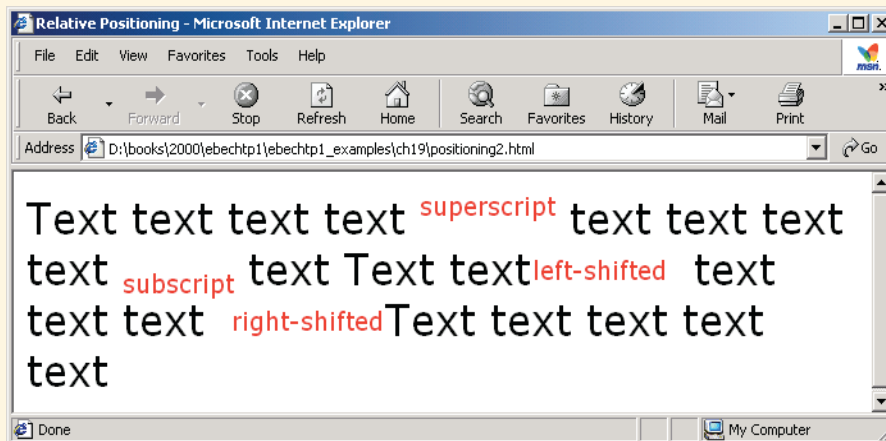 Relative Positioning - Microsoft Internet Explorer
File Edit View Favorites Tools Help
msn.
Back Forward Stop Refresh Home Search Favorites History Mail Print »
Address D:\books\2000\ebechtp1\ebechtp1_examples\ch19\positioning2.html Go
Text text text text superscript text text text
text subscript text Text text left-shifted text
text text right-shifted Text text text text
text
Done My Computer